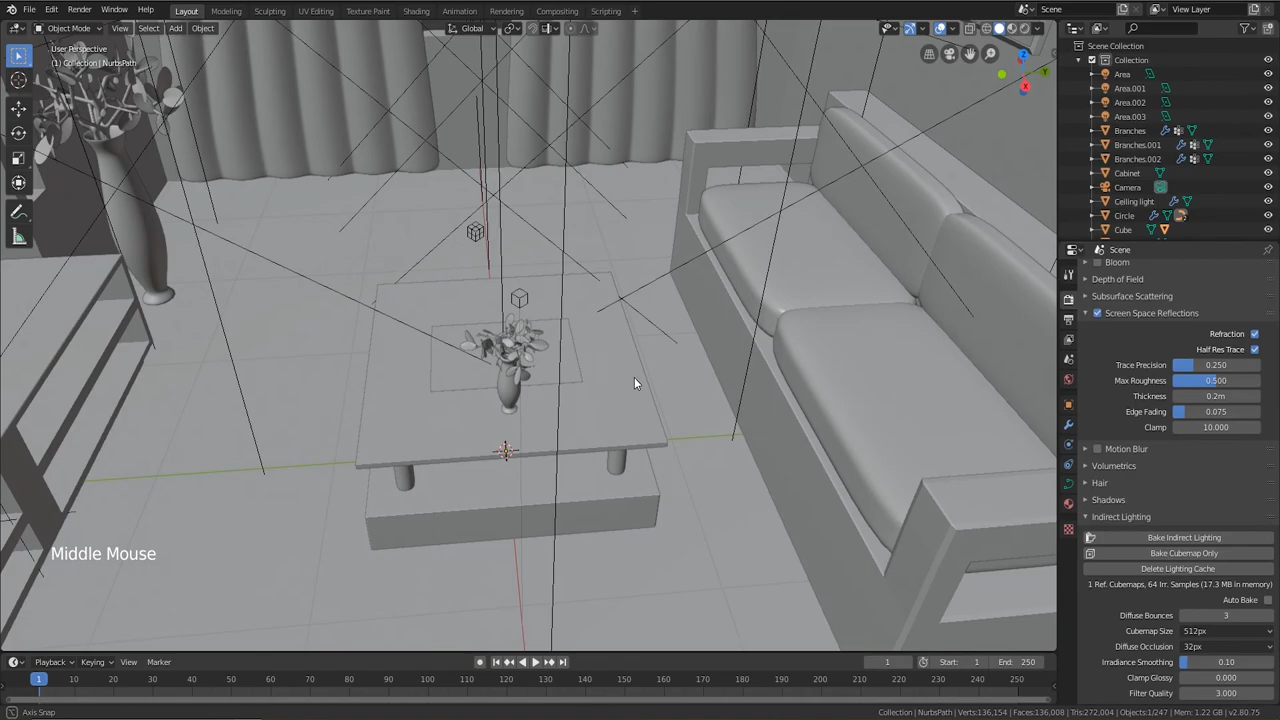 File Edit Render Window Help Layout Modeling Sculpting UV Editing Texture Paint Shading Animation Rendering Compositing Scripting + Scene View Layer
Object Mode View Select Add Object Global
User Perspective
(1) Collection | NurbsPath
Z
Y
X
Scene Collection
Collection
Area
Area.001
Area.002
Area.003
Branches
Branches.001
Branches.002
Cabinet
Camera
Ceiling light
Circle
Cube
Scene
Bloom
Depth of Field
Subsurface Scattering
Screen Space Reflections
Refraction
Half Res Trace
Trace Precision 0.250
Max Roughness 0.500
Thickness 0.2m
Edge Fading 0.075
Clamp 10.000
Motion Blur
Volumetrics
Hair
Shadows
Indirect Lighting
Bake Indirect Lighting
Bake Cubemap Only
Delete Lighting Cache
1 Ref. Cubemaps, 64 Irr. Samples (17.3 MB in memory)
Auto Bake
Diffuse Bounces 3
Cubemap Size 512px
Diffuse Occlusion 32px
Irradiance Smoothing 0.10
Clamp Glossy 0.000
Filter Quality 3.000
Middle Mouse
Playback Keying View Marker 1 Start: 1 End: 250
1 10 20 30 40 50 60 70 80 90 100 110 120 130 140 150 160 170 180 190 200 210 220 230 240 250
Axis Snap Collection | NurbsPath | Verts:136,154 | Faces:136,008 | Tris:272,004 | Objects:1/247 | Mem: 1.22 GB | v2.80.75